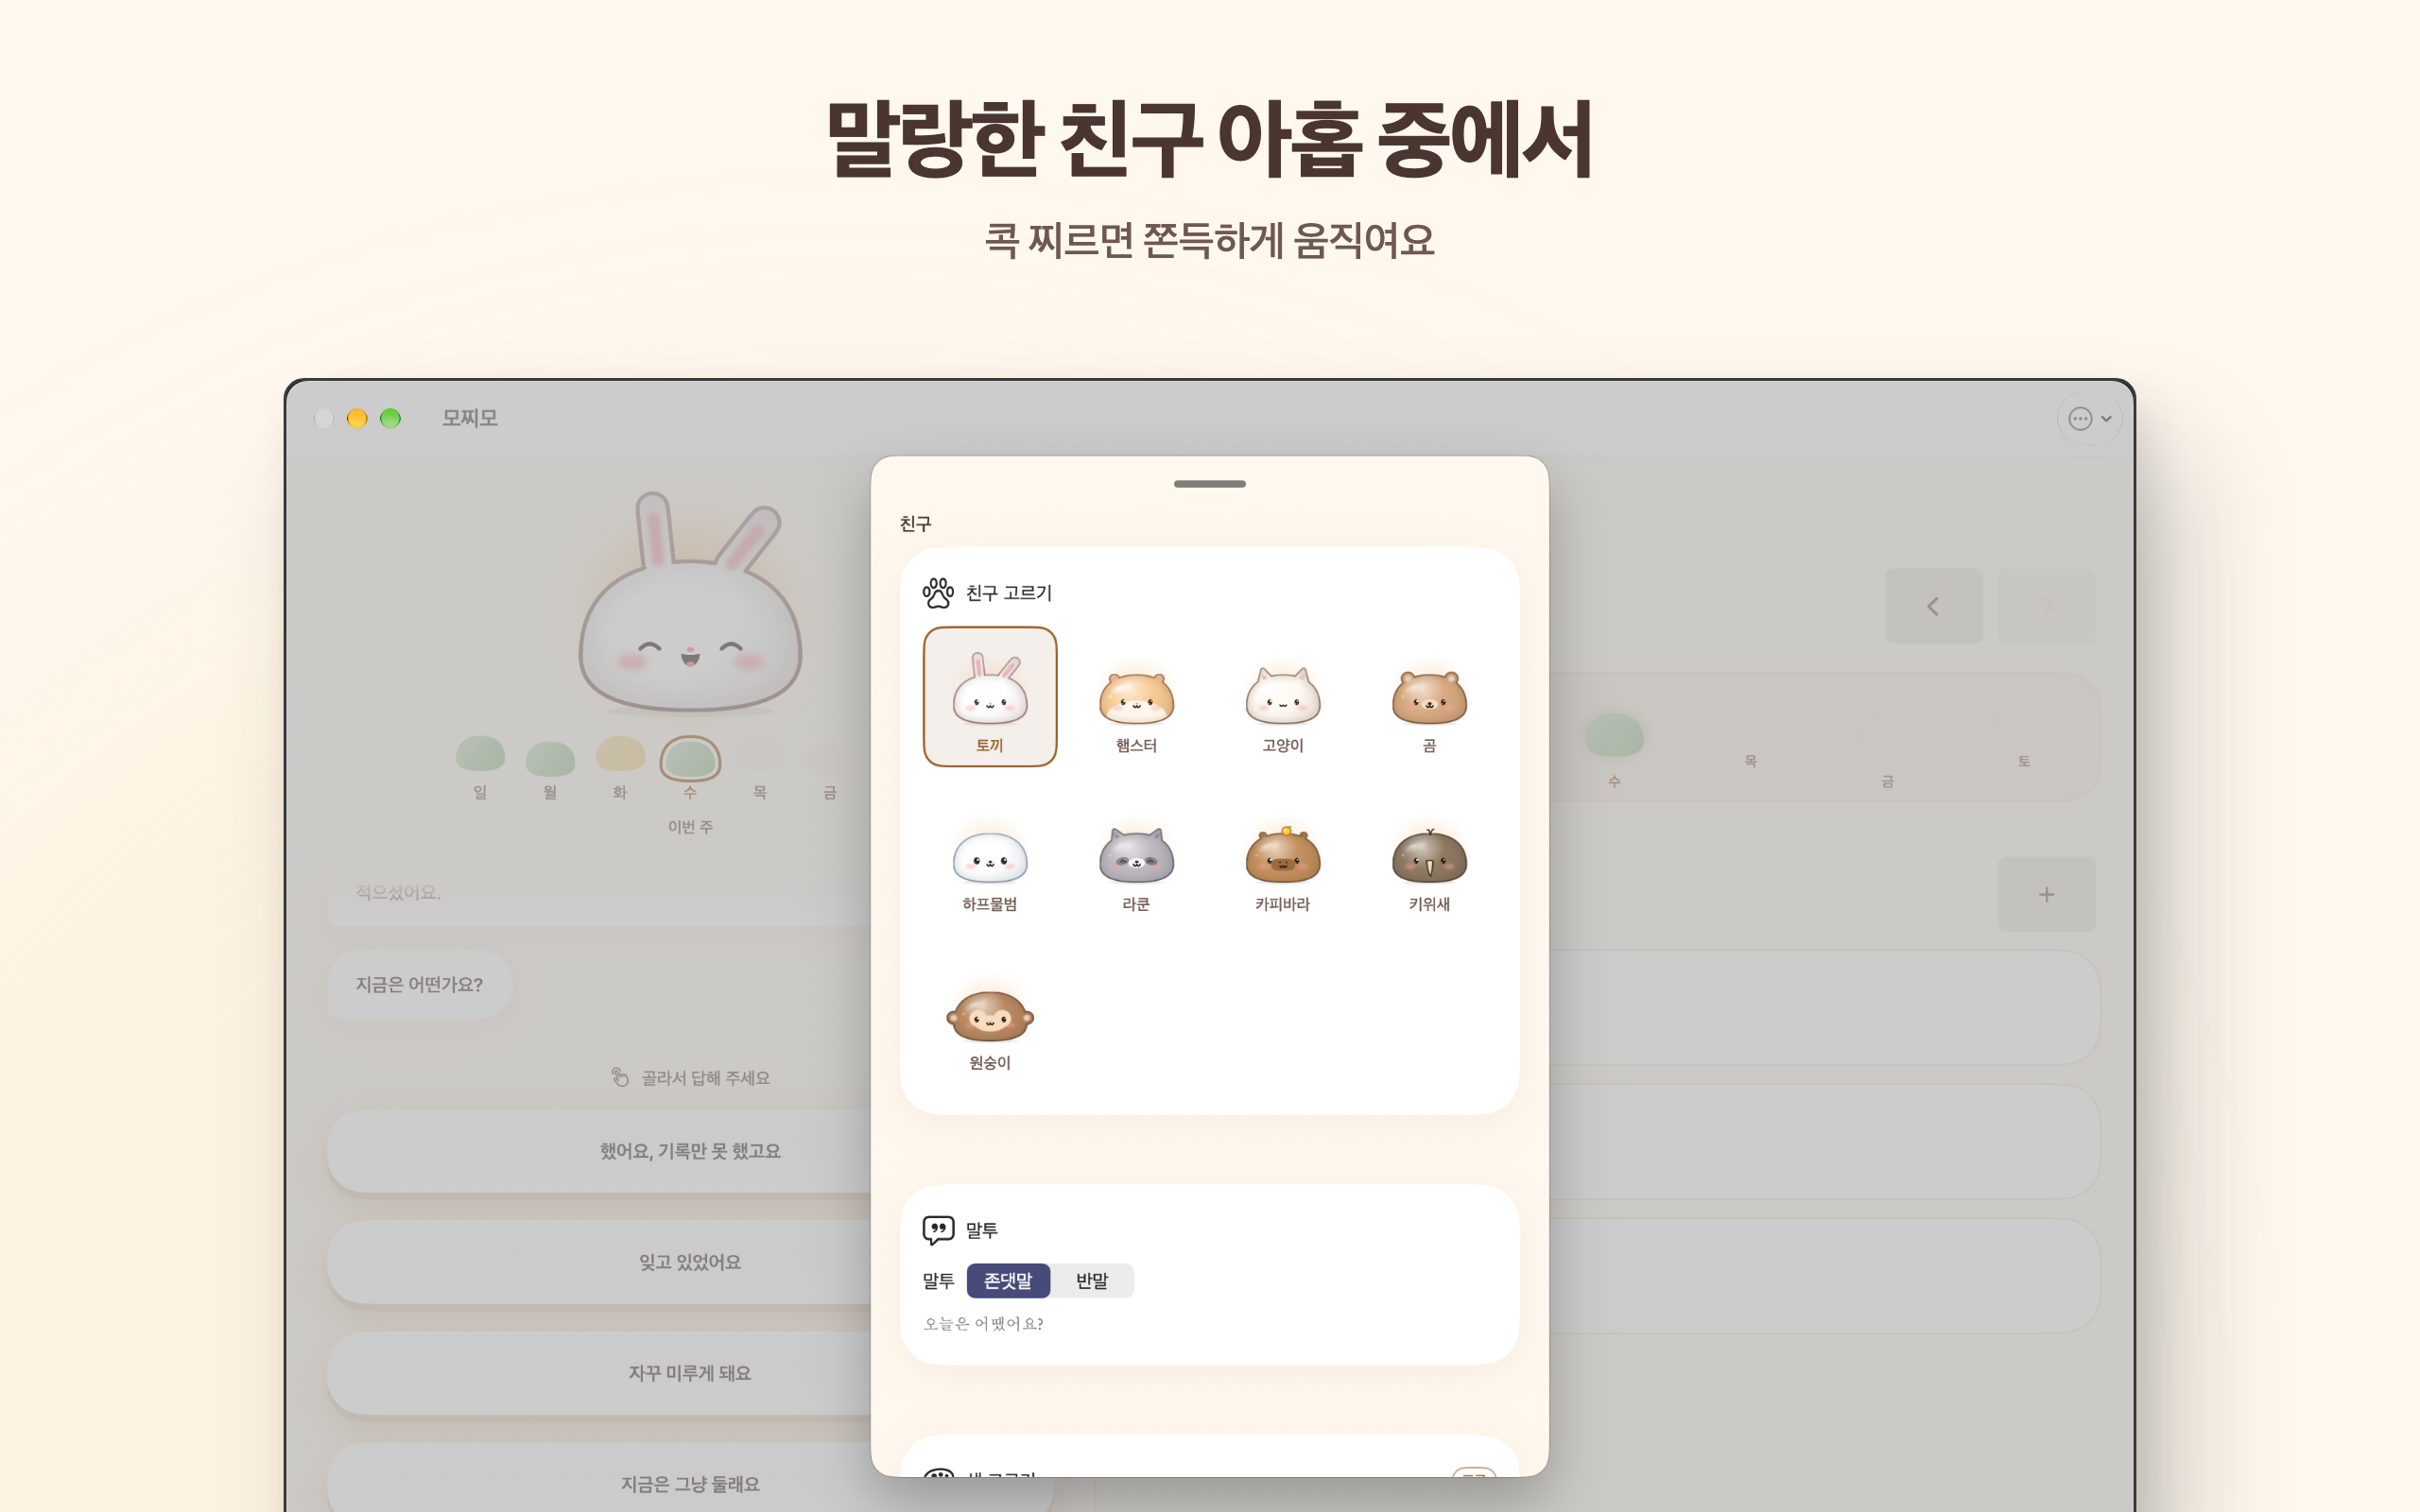 말랑한 친구 아홉 중에서
콕 찌르면 쫀득하게 움직여요
모찌모
일 월 화 수 목 금
이번 주
적으셨어요.
지금은 어떤가요?
골라서 답해 주세요
했어요, 기록만 못 했고요
잊고 있었어요
자꾸 미루게 돼요
지금은 그냥 둘래요
친구
친구 고르기
토끼 햄스터 고양이 곰
하프물범 라쿤 카피바라 키위새
원숭이
말투
말투 존댓말 반말
오늘은 어땠어요?
수 목 금 토